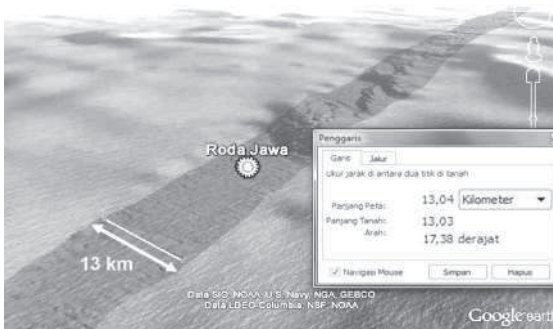 Roda Jawa
13 km
Penggaris
Garis Jalur
Ukur jarak di antara dua titik di tanah
Panjang Peta: 13,04 Kilometer
Panjang Tanah: 13,03
Arah: 17,38 derajat
Navigasi Mouse Simpan Hapus
Data SIO, NOAA, U.S. Navy, NGA, GEBCO
Data LDEO-Columbia, NSF, NOAA
Google earth